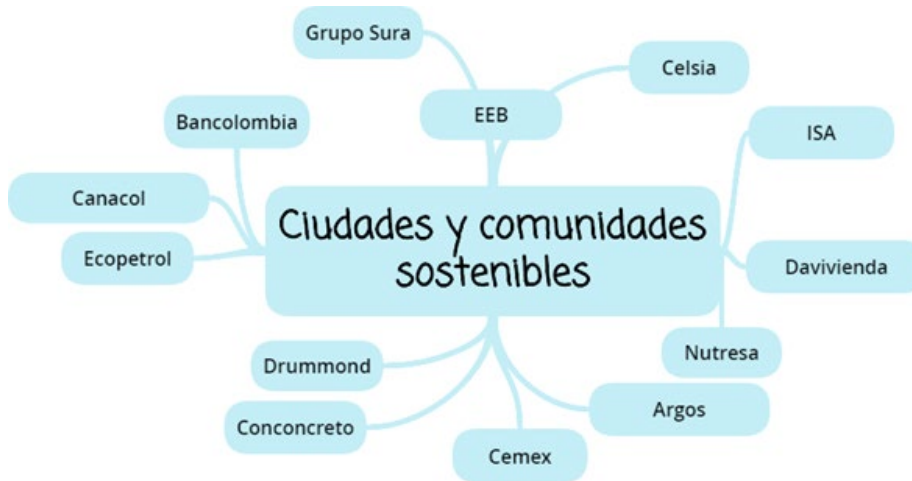 Grupo Sura
Celsia
EEB
Bancolombia
ISA
Canacol
Ciudades y comunidades
sostenibles
Ecopetrol
Davivienda
Nutresa
Drummond
Argos
Conconcreto
Cemex